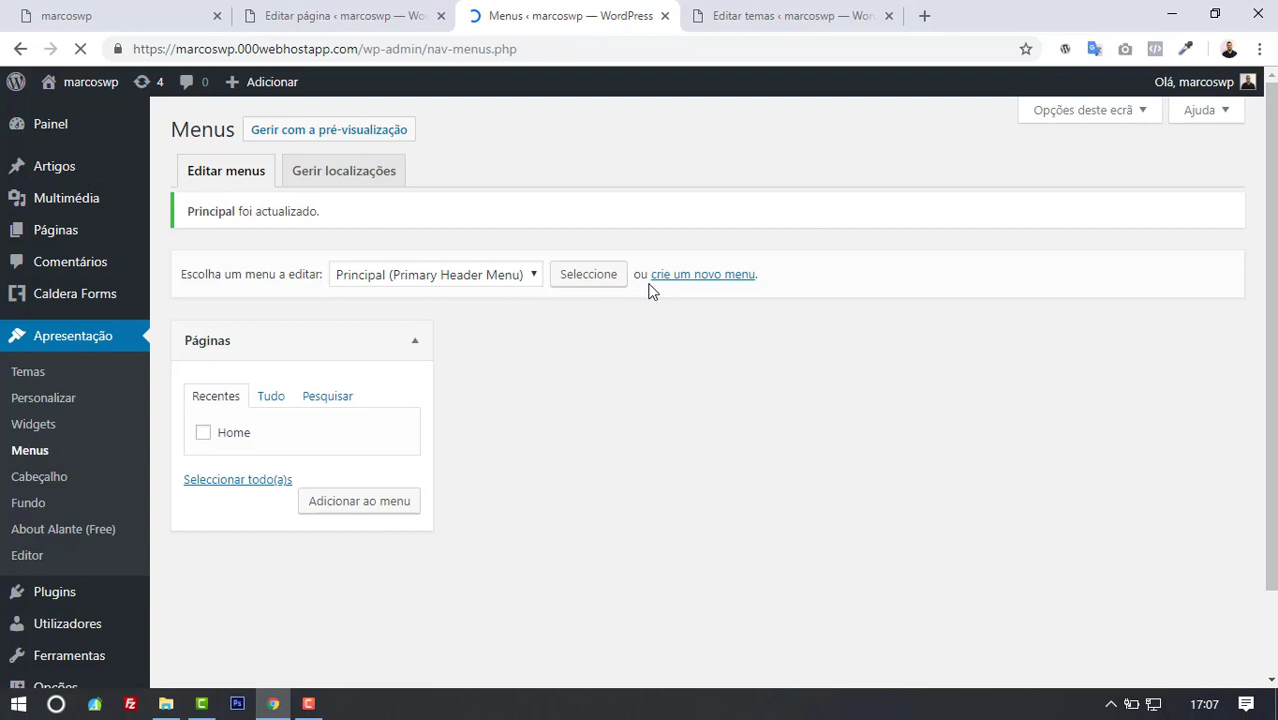 marcoswp
Editar página ‹ marcoswp — Wo
Menus ‹ marcoswp — WordPress
Editar temas ‹ marcoswp — Wor
https://marcoswp.000webhostapp.com/wp-admin/nav-menus.php
marcoswp
4
0
Adicionar
Olá, marcoswp
Painel
Artigos
Multimédia
Páginas
Comentários
Caldera Forms
Apresentação
Temas
Personalizar
Widgets
Menus
Cabeçalho
Fundo
About Alante (Free)
Editor
Plugins
Utilizadores
Ferramentas
Opções
Opções deste ecrã
Ajuda
Menus
Gerir com a pré-visualização
Editar menus
Gerir localizações
Principal foi actualizado.
Escolha um menu a editar: Principal (Primary Header Menu) Seleccione ou crie um novo menu.
Páginas
Recentes Tudo Pesquisar
Home
Seleccionar todo(a)s
Adicionar ao menu
Ps
17:07